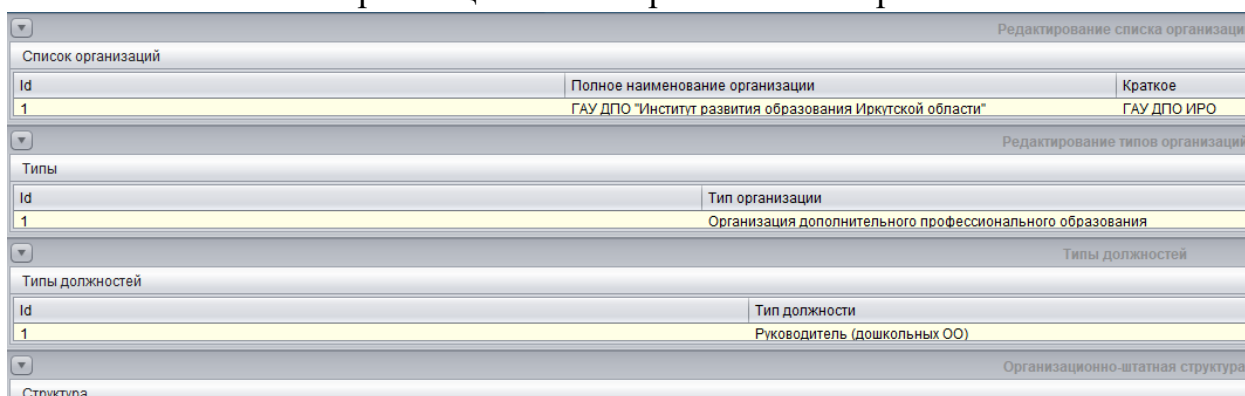 Редактирование списка организаци
Список организаций
Id Полное наименование организации Краткое
1 ГАУ ДПО "Институт развития образования Иркутской области" ГАУ ДПО ИРО
Редактирование типов организаций
Типы
Id Тип организации
1 Организация дополнительного профессионального образования
Типы должностей
Типы должностей
Id Тип должности
1 Руководитель (дошкольных ОО)
Организационно-штатная структура
Структура